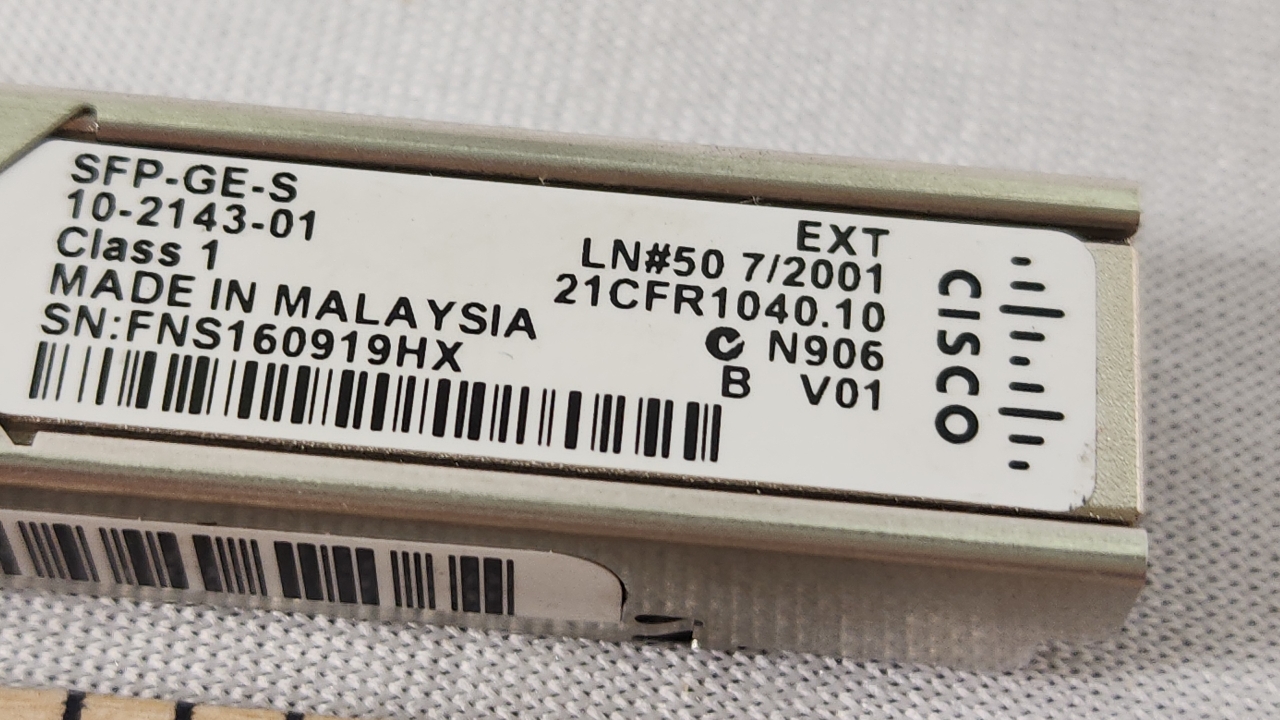 SFP-GE-S
10-2143-01
Class 1
MADE IN MALAYSIA
SN:FNS160919HX
EXT
LN#50 7/2001
21CFR1040.10
N906
B V01
CISCO